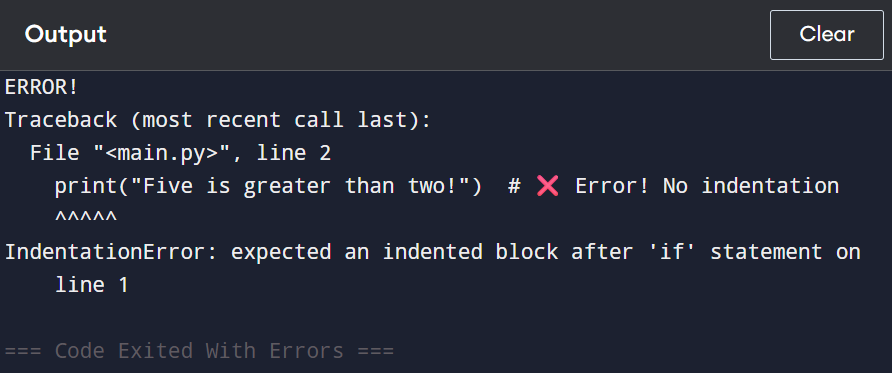 Output
Clear
ERROR!
Traceback (most recent call last):
  File "<main.py>", line 2
    print("Five is greater than two!")  # ❌ Error! No indentation
    ^^^^^
IndentationError: expected an indented block after 'if' statement on
    line 1
=== Code Exited With Errors ===